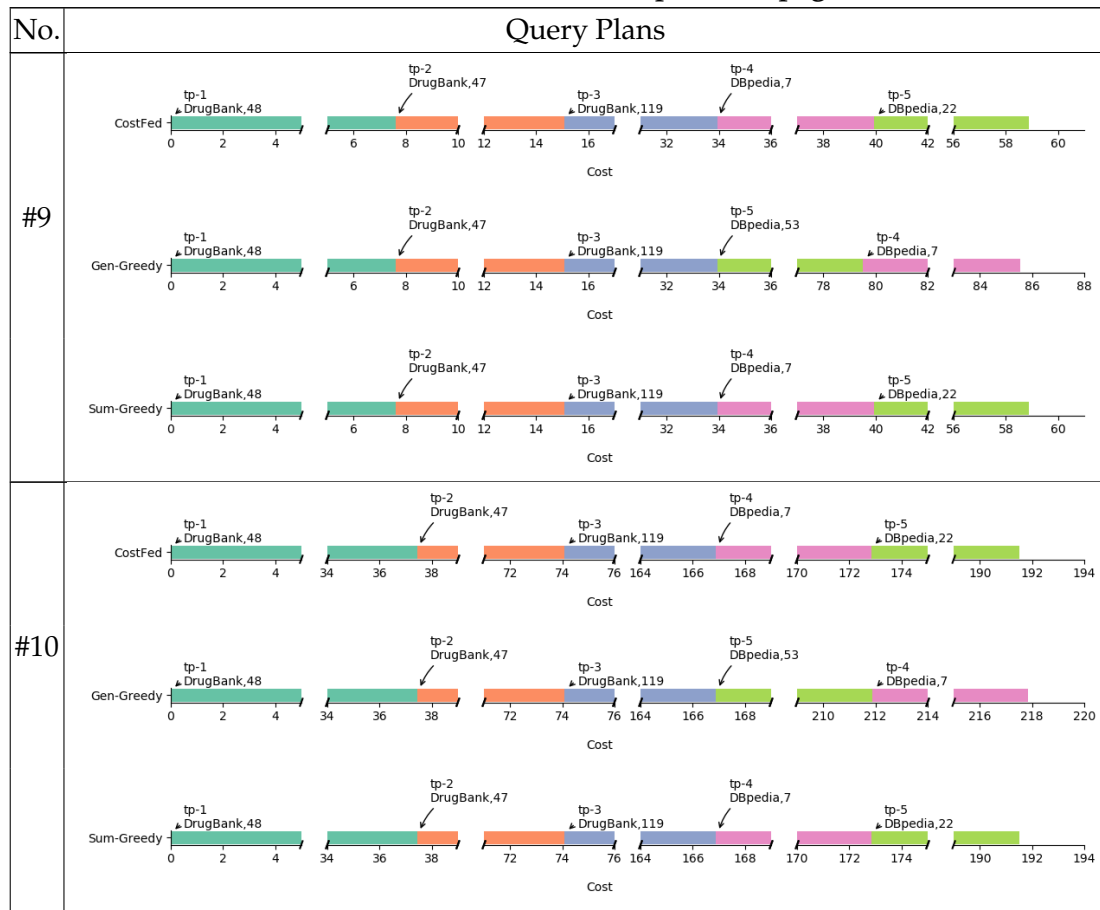 No.
Query Plans
#9
tp-1
DrugBank,48
tp-2
DrugBank,47
tp-3
DrugBank,119
tp-4
DBpedia,7
tp-5
DBpedia,22
CostFed
0 2 4 6 8 10 12 14 16 32 34 36 38 40 42 56 58 60
Cost
tp-1
DrugBank,48
tp-2
DrugBank,47
tp-3
DrugBank,119
tp-5
DBpedia,53
tp-4
DBpedia,7
Gen-Greedy
0 2 4 6 8 10 12 14 16 32 34 36 78 80 82 84 86 88
Cost
tp-1
DrugBank,48
tp-2
DrugBank,47
tp-3
DrugBank,119
tp-4
DBpedia,7
tp-5
DBpedia,22
Sum-Greedy
0 2 4 6 8 10 12 14 16 32 34 36 38 40 42 56 58 60
Cost
#10
tp-1
DrugBank,48
tp-2
DrugBank,47
tp-3
DrugBank,119
tp-4
DBpedia,7
tp-5
DBpedia,22
CostFed
0 2 4 34 36 38 72 74 76 164 166 168 170 172 174 190 192 194
Cost
tp-1
DrugBank,48
tp-2
DrugBank,47
tp-3
DrugBank,119
tp-5
DBpedia,53
tp-4
DBpedia,7
Gen-Greedy
0 2 4 34 36 38 72 74 76 164 166 168 210 212 214 216 218 220
Cost
tp-1
DrugBank,48
tp-2
DrugBank,47
tp-3
DrugBank,119
tp-4
DBpedia,7
tp-5
DBpedia,22
Sum-Greedy
0 2 4 34 36 38 72 74 76 164 166 168 170 172 174 190 192 194
Cost